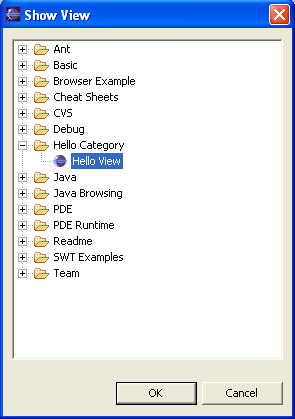 Show View
Ant
Basic
Browser Example
Cheat Sheets
CVS
Debug
Hello Category
Hello View
Java
Java Browsing
PDE
PDE Runtime
Readme
SWT Examples
Team
OK
Cancel